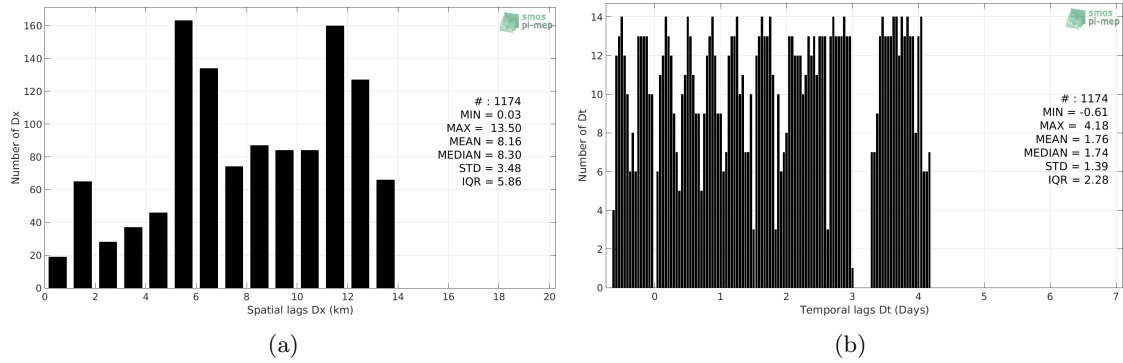 160
140
120
100
80
60
40
20
0
Number of Dx
0 2 4 6 8 10 12 14 16 18 20
Spatial lags Dx (km)
smos
pi-mep
# : 1174
MIN = 0.03
MAX = 13.50
MEAN = 8.16
MEDIAN = 8.30
STD = 3.48
IQR = 5.86
(a)
14
12
10
8
6
4
2
0
Number of Dt
0 1 2 3 4 5 6 7
Temporal lags Dt (Days)
smos
pi-mep
# : 1174
MIN = -0.61
MAX = 4.18
MEAN = 1.76
MEDIAN = 1.74
STD = 1.39
IQR = 2.28
(b)